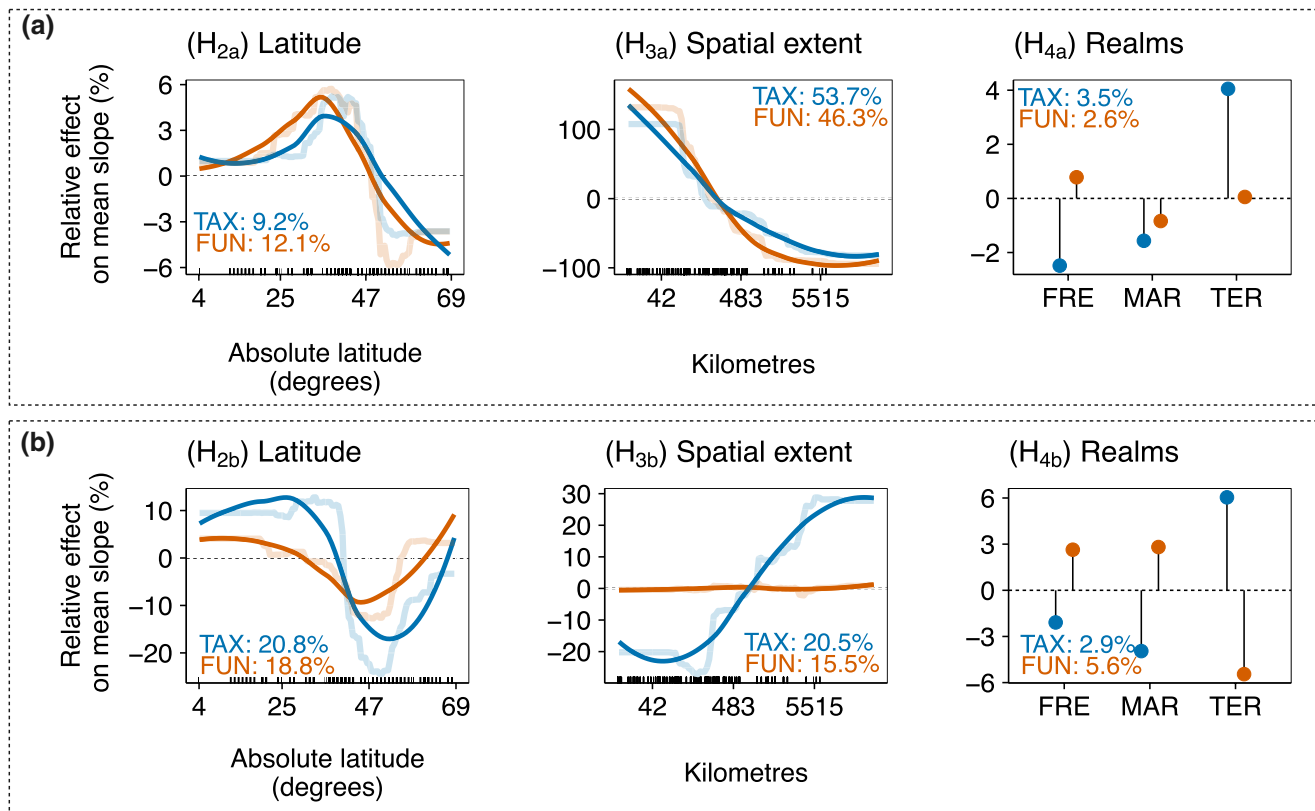 (a)
(H2a) Latitude
Relative effect
on mean slope (%)
6
3
0
−3
−6
TAX: 9.2%
FUN: 12.1%
4 25 47 69
Absolute latitude
(degrees)
(H3a) Spatial extent
100
0
−100
TAX: 53.7%
FUN: 46.3%
42 483 5515
Kilometres
(H4a) Realms
4
2
0
−2
TAX: 3.5%
FUN: 2.6%
FRE MAR TER
(b)
(H2b) Latitude
Relative effect
on mean slope (%)
10
0
−10
−20
TAX: 20.8%
FUN: 18.8%
4 25 47 69
Absolute latitude
(degrees)
(H3b) Spatial extent
30
20
10
0
−10
−20
TAX: 20.5%
FUN: 15.5%
42 483 5515
Kilometres
(H4b) Realms
6
3
0
−3
−6
TAX: 2.9%
FUN: 5.6%
FRE MAR TER